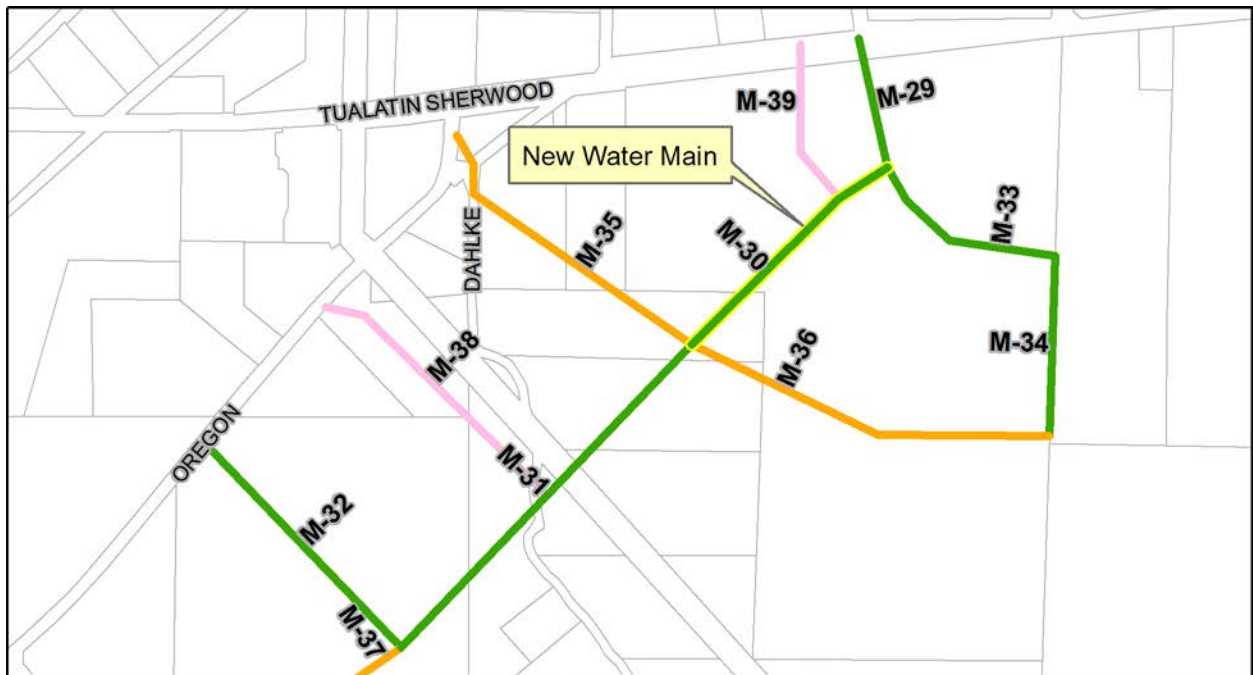 TUALATIN SHERWOOD
M-39
M-29
New Water Main
M-33
DAHLKE
M-35
M-30
M-34
M-36
M-38
OREGON
M-31
M-32
M-37